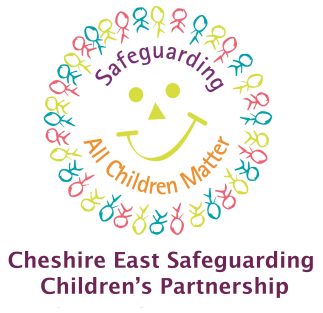 Safeguarding
All Children Matter
Cheshire East Safeguarding
Children's Partnership